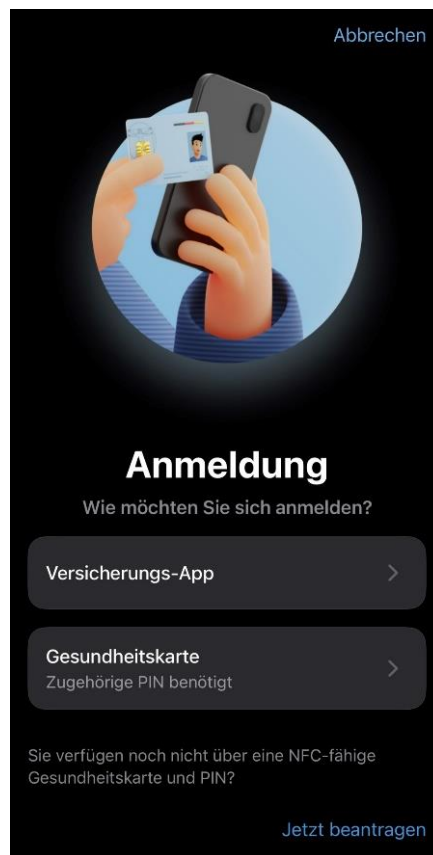 Abbrechen
Anmeldung
Wie möchten Sie sich anmelden?
Versicherungs-App
Gesundheitskarte
Zugehörige PIN benötigt
Sie verfügen noch nicht über eine NFC-fähige
Gesundheitskarte und PIN?
Jetzt beantragen